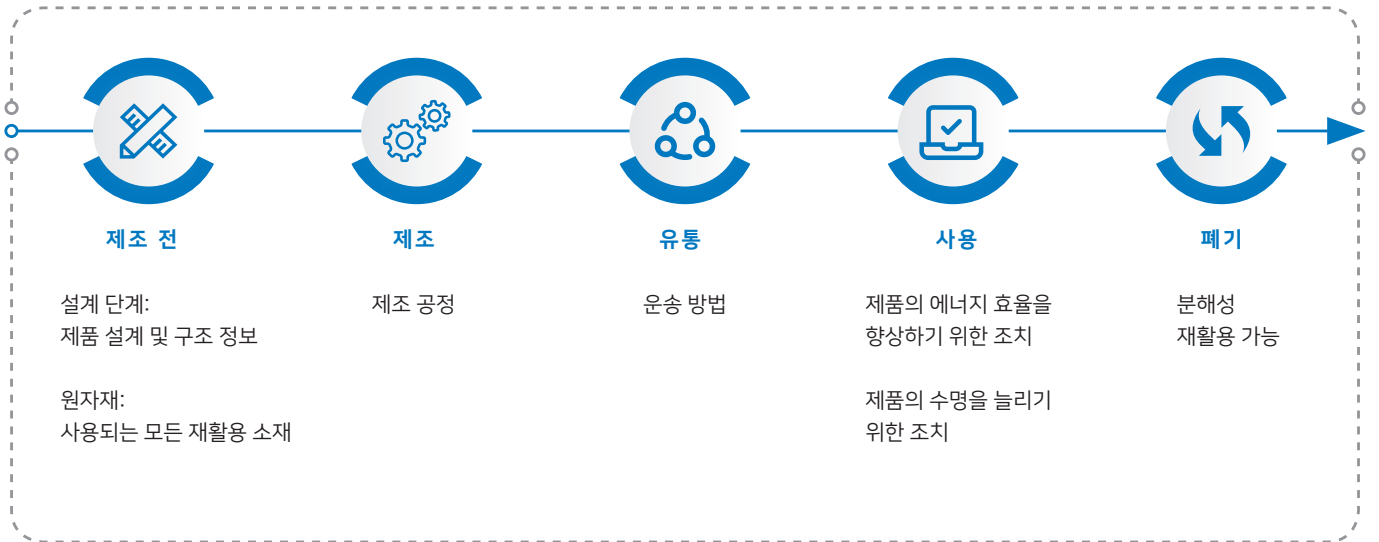 제조 전
제조
유통
사용
폐기
설계 단계:
제품 설계 및 구조 정보
원자재:
사용되는 모든 재활용 소재
제조 공정
운송 방법
제품의 에너지 효율을
향상하기 위한 조치
제품의 수명을 늘리기
위한 조치
분해성
재활용 가능